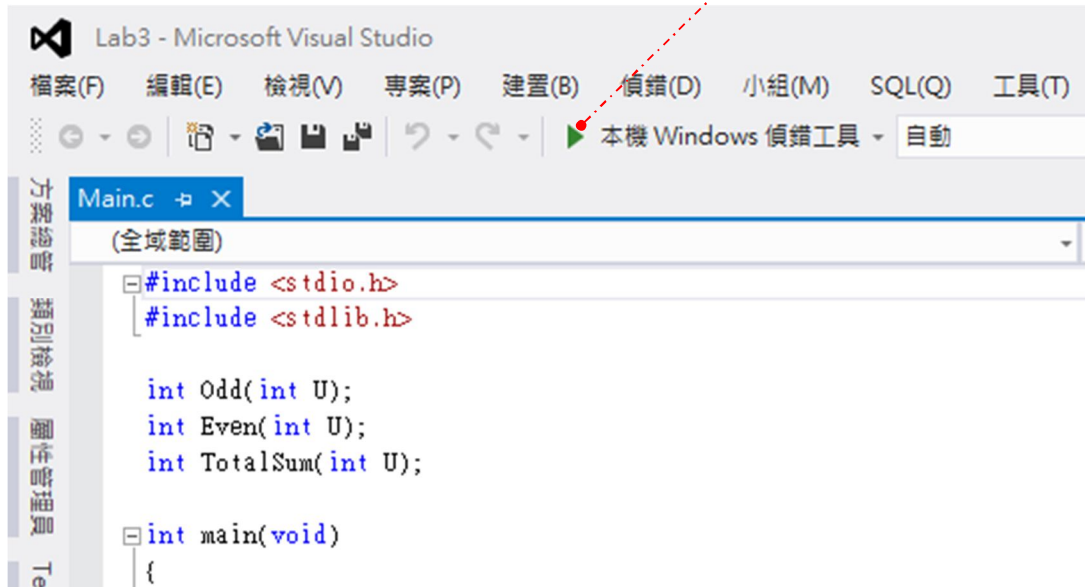 Lab3 - Microsoft Visual Studio
檔案(F) 編輯(E) 檢視(V) 專案(P) 建置(B) 偵錯(D) 小組(M) SQL(Q) 工具(T)
本機 Windows 偵錯工具 自動
方案總管
類別檢視
屬性管理員
Te
Main.c
(全域範圍)
#include <stdio.h>
#include <stdlib.h>
int Odd(int U);
int Even(int U);
int TotalSum(int U);
int main(void)
{